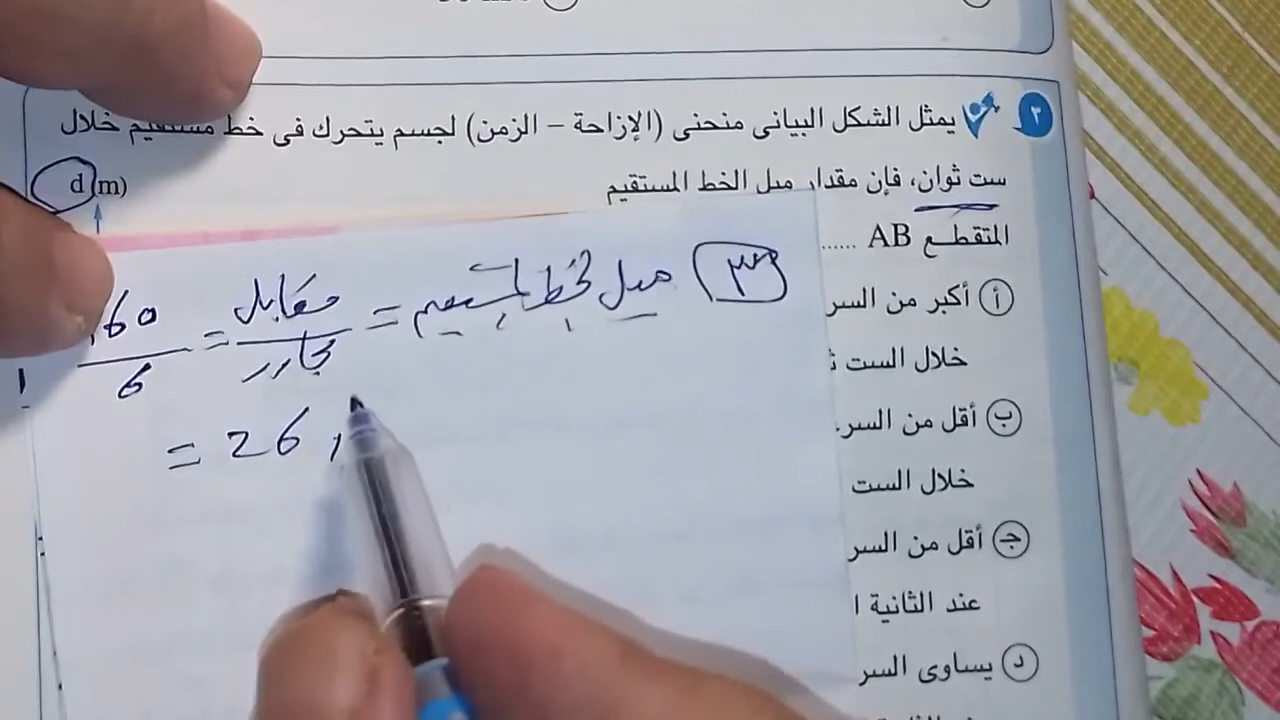 ٣ يمثل الشكل البيانى منحنى (الإزاحة – الزمن) لجسم يتحرك فى خط مستقيم خلال
ست ثوان، فإن مقدار ميل الخط المستقيم
المتقطع AB ......
d (m)
أ أكبر من السر
خلال الست
ب أقل من السر
خلال الست
ج أقل من السر
عند الثانية ا
د يساوى السر
٣ ميل الخط المستقيم = مقابل / مجاور = 160 / 6
= 26,